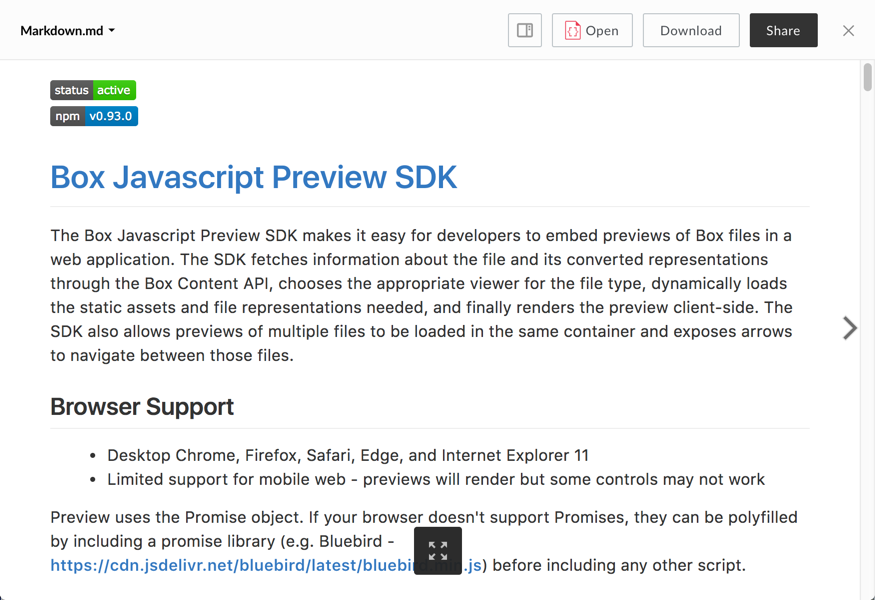 Markdown.md
Open
Download
Share
status active
npm v0.93.0
Box Javascript Preview SDK
The Box Javascript Preview SDK makes it easy for developers to embed previews of Box files in a
web application. The SDK fetches information about the file and its converted representations
through the Box Content API, chooses the appropriate viewer for the file type, dynamically loads
the static assets and file representations needed, and finally renders the preview client-side. The
SDK also allows previews of multiple files to be loaded in the same container and exposes arrows
to navigate between those files.
Browser Support
• Desktop Chrome, Firefox, Safari, Edge, and Internet Explorer 11
• Limited support for mobile web - previews will render but some controls may not work
Preview uses the Promise object. If your browser doesn't support Promises, they can be polyfilled
by including a promise library (e.g. Bluebird -
https://cdn.jsdelivr.net/bluebird/latest/bluebird.min.js) before including any other script.